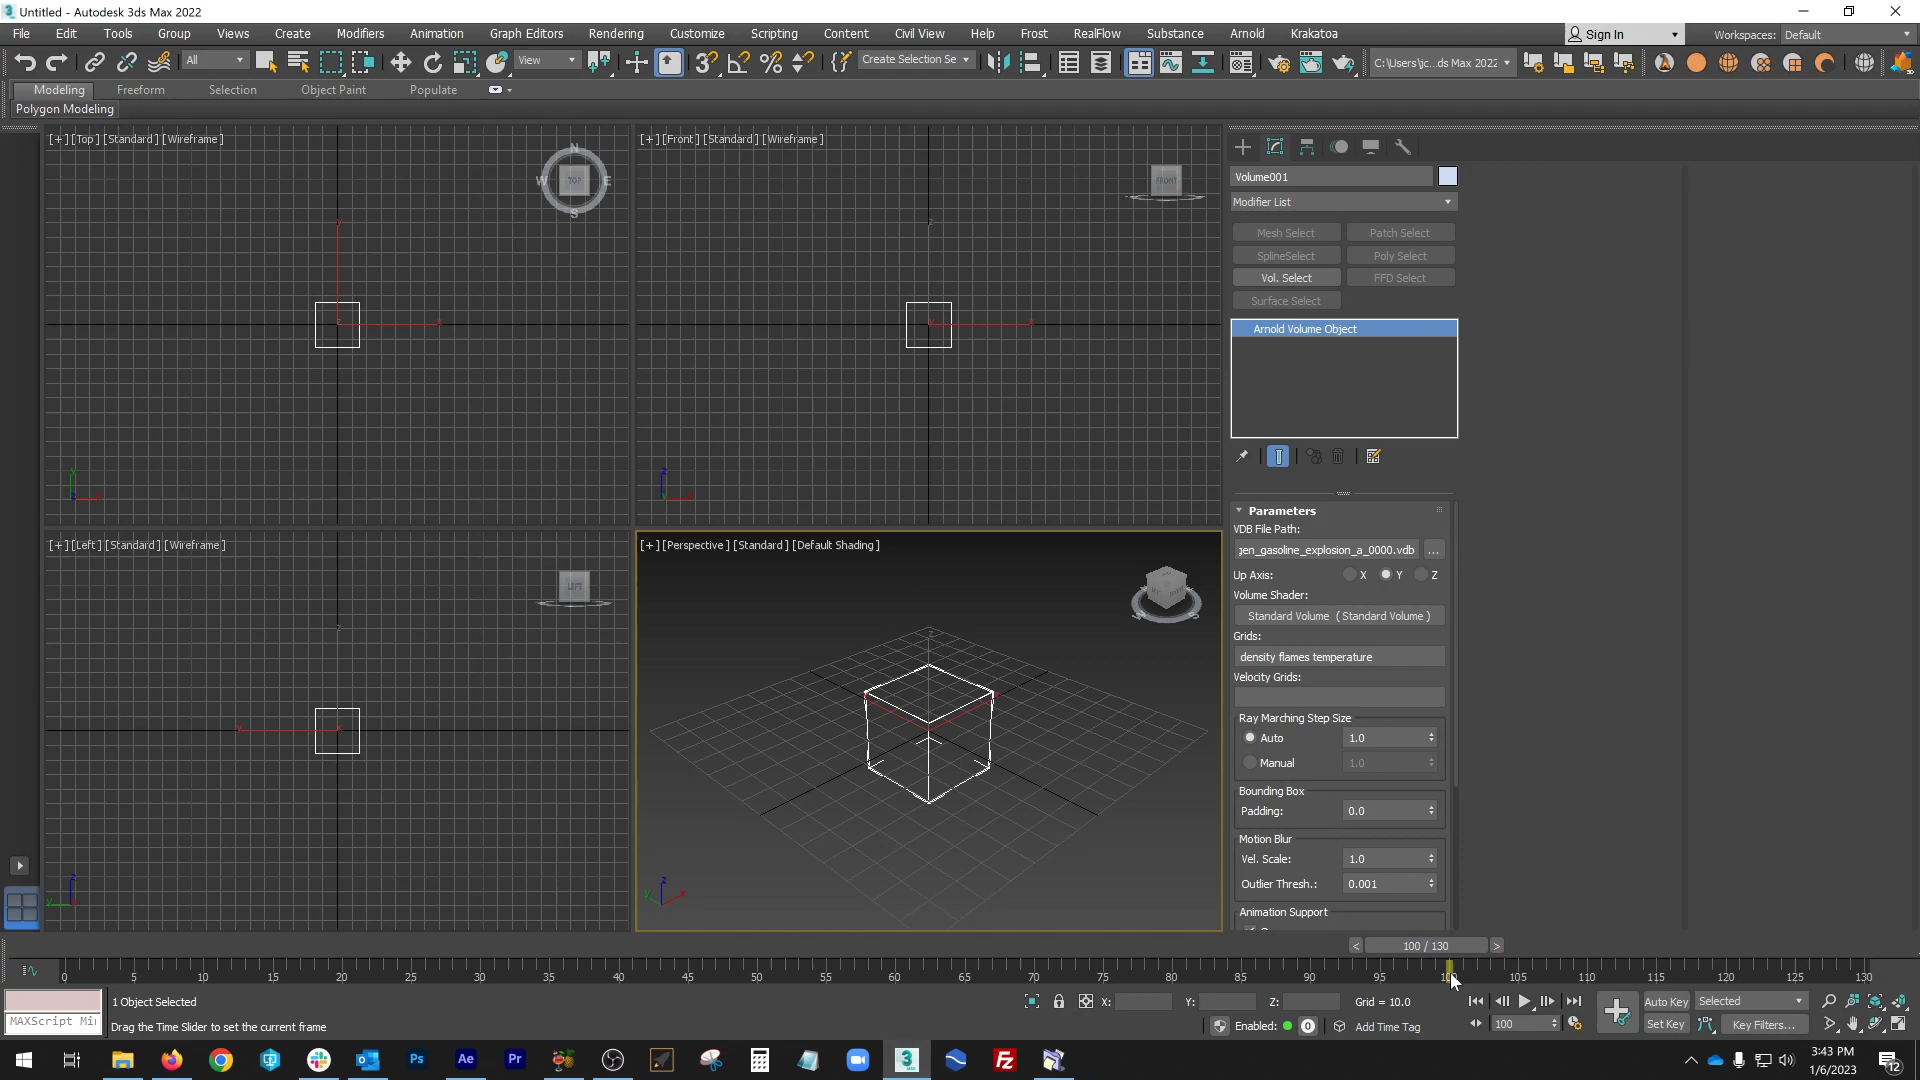 Untitled - Autodesk 3ds Max 2022
File Edit Tools Group Views Create Modifiers Animation Graph Editors Rendering Customize Scripting Content Civil View Help Frost RealFlow Arnold Substance Krakatoa Sign In Workspaces: Default
All View Create Selection Se C:\Users\jc...ds Max 2022
Modeling Freeform Selection Object Paint Populate
Polygon Modeling
[+] [Top] [Standard] [Wireframe]
[+] [Front] [Standard] [Wireframe]
N
W TOP E
S
FRONT
[+] [Left] [Standard] [Wireframe]
[+] [Perspective] [Standard] [Default Shading]
LEFT
Volume001
Modifier List
Mesh Select Patch Select
SplineSelect Poly Select
Vol. Select FFD Select
Surface Select
Arnold Volume Object
Parameters
VDB File Path:
gen_gasoline_explosion_a_0000.vdb ...
Up Axis: X Y Z
Volume Shader:
Standard Volume ( Standard Volume )
Grids:
density flames temperature
Velocity Grids:
Ray Marching Step Size
Auto 1.0
Manual 1.0
Bounding Box
Padding: 0.0
Motion Blur
Vel. Scale: 1.0
Outlier Thresh.: 0.001
Animation Support
< 100 / 130 >
0 5 10 15 20 25 30 35 40 45 50 55 60 65 70 75 80 85 90 95 100 105 110 115 120 125 130
1 Object Selected
X: Y: Z: Grid = 10.0
Auto Key Selected
MAXScript Mi
Drag the Time Slider to set the current frame
Enabled: 0 Add Time Tag
100
Set Key Key Filters...
3:43 PM
1/6/2023
12